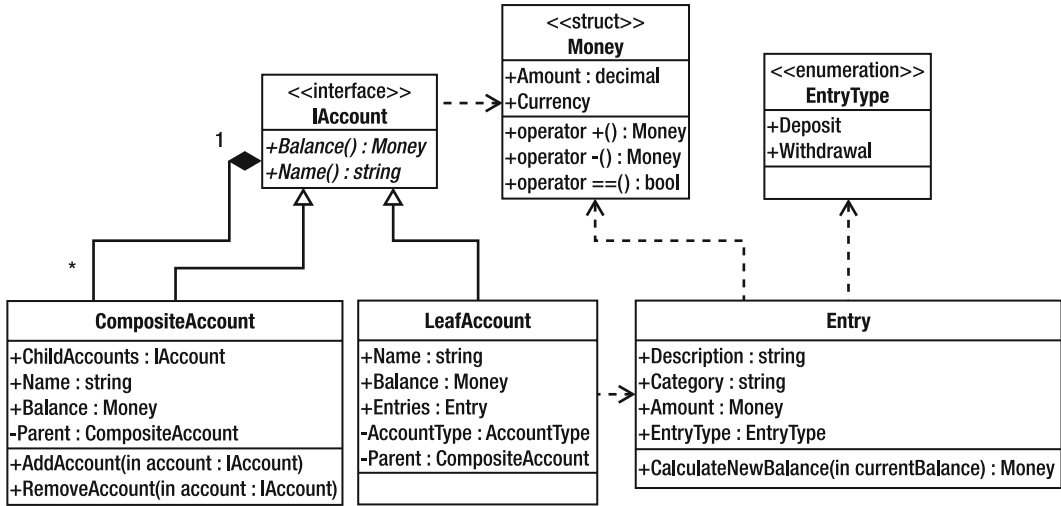 <<struct>>
Money
+Amount : decimal
+Currency
+operator +() : Money
+operator -() : Money
+operator ==() : bool
<<enumeration>>
EntryType
+Deposit
+Withdrawal
<<interface>>
IAccount
+Balance() : Money
+Name() : string
1
*
CompositeAccount
+ChildAccounts : IAccount
+Name : string
+Balance : Money
-Parent : CompositeAccount
+AddAccount(in account : IAccount)
+RemoveAccount(in account : IAccount)
LeafAccount
+Name : string
+Balance : Money
+Entries : Entry
-AccountType : AccountType
-Parent : CompositeAccount
Entry
+Description : string
+Category : string
+Amount : Money
+EntryType : EntryType
+CalculateNewBalance(in currentBalance) : Money